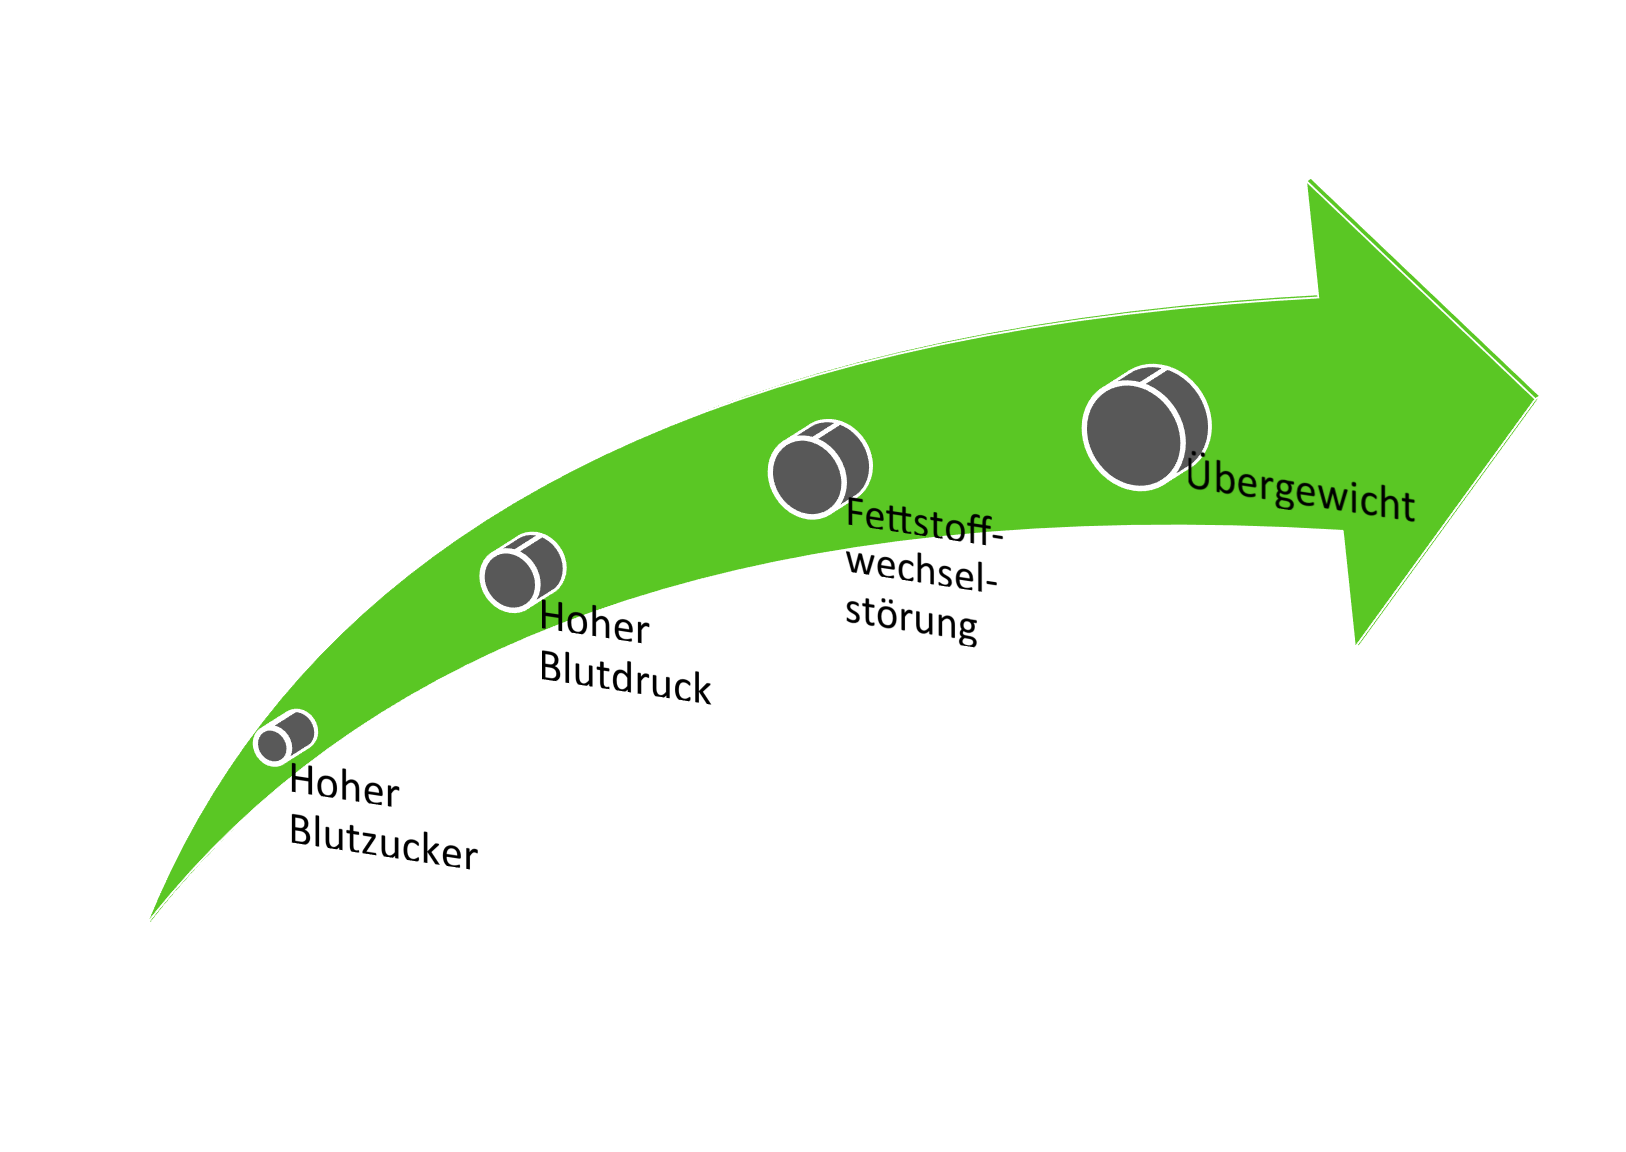 Hoher
Blutzucker
Hoher
Blutdruck
Fettstoff-
wechsel-
störung
Übergewicht